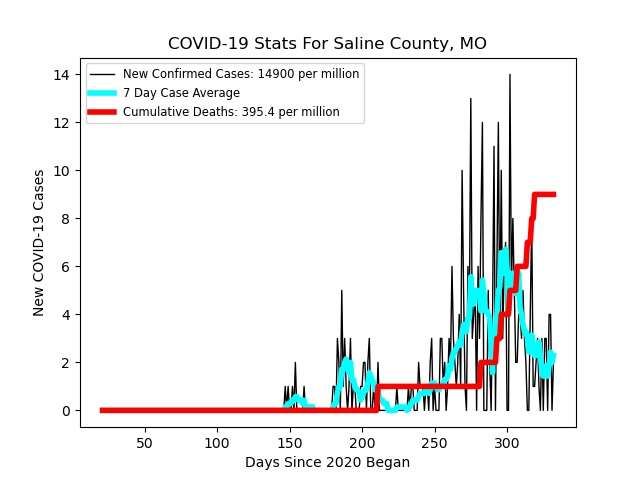 COVID-19 Stats For Saline County, MO
New Confirmed Cases: 14900 per million
7 Day Case Average
Cumulative Deaths: 395.4 per million
New COVID-19 Cases
14
12
10
8
6
4
2
0
50 100 150 200 250 300
Days Since 2020 Began